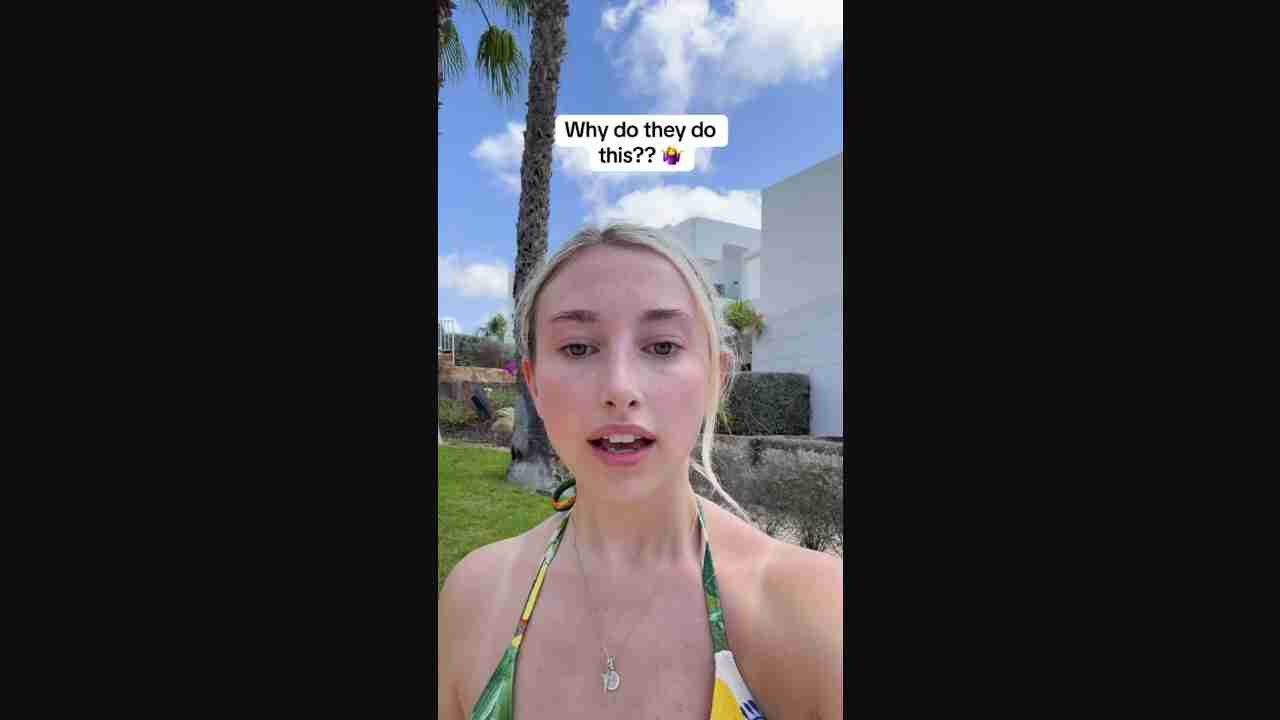 Why do they do
this?? 🤷‍♀️